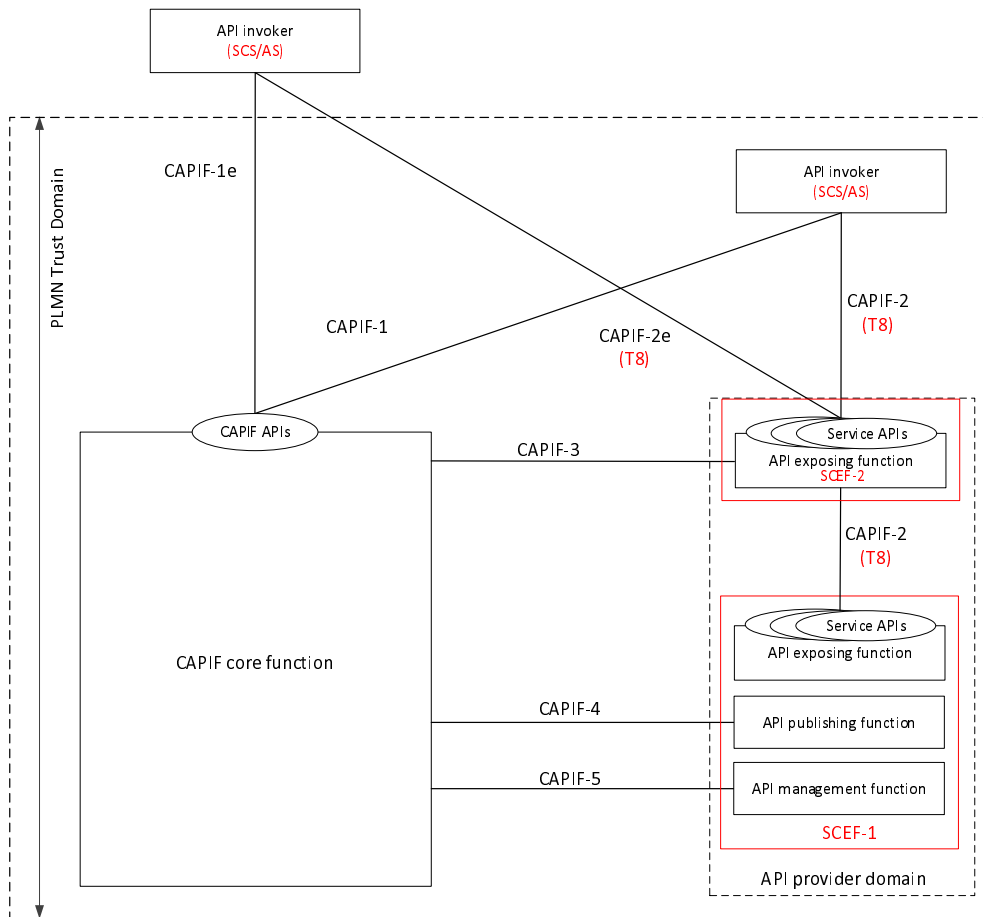 API invoker
(SCS/AS)
CAPIF-1e
PLMN Trust Domain
API invoker
(SCS/AS)
CAPIF-2
(T8)
CAPIF-1
CAPIF-2e
(T8)
CAPIF APIs
Service APIs
API exposing function
SCEF-2
CAPIF-3
CAPIF-2
(T8)
Service APIs
API exposing function
CAPIF core function
CAPIF-4
API publishing function
CAPIF-5
API management function
SCEF-1
API provider domain